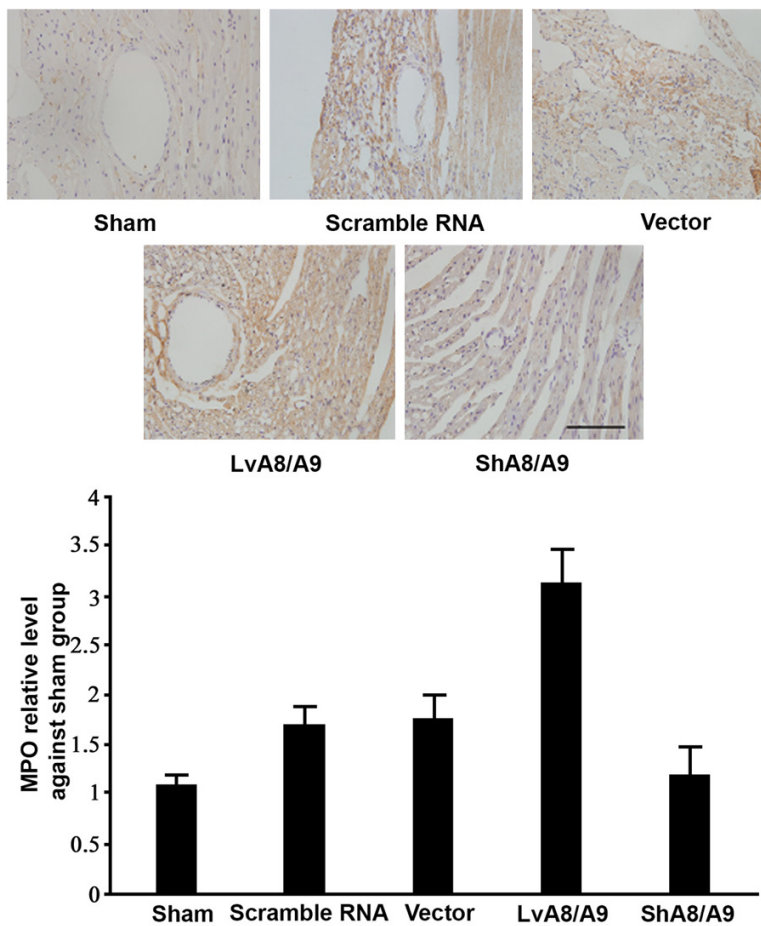 Sham
Scramble RNA
Vector
LvA8/A9
ShA8/A9
MPO relative level
against sham group
4
3.5
3
2.5
2
1.5
1
0.5
0
Sham
Scramble RNA
Vector
LvA8/A9
ShA8/A9